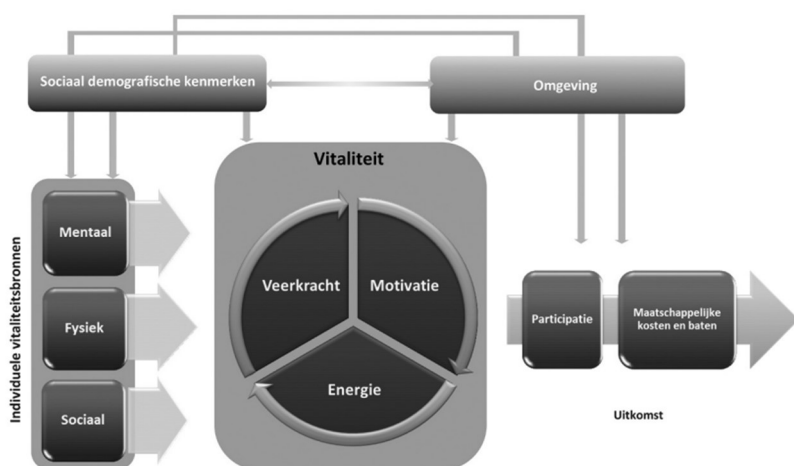 Sociaal demografische kenmerken
Omgeving
Individuele vitaliteitsbronnen
Mentaal
Fysiek
Sociaal
Vitaliteit
Veerkracht
Motivatie
Energie
Participatie
Maatschappelijke
kosten en baten
Uitkomst